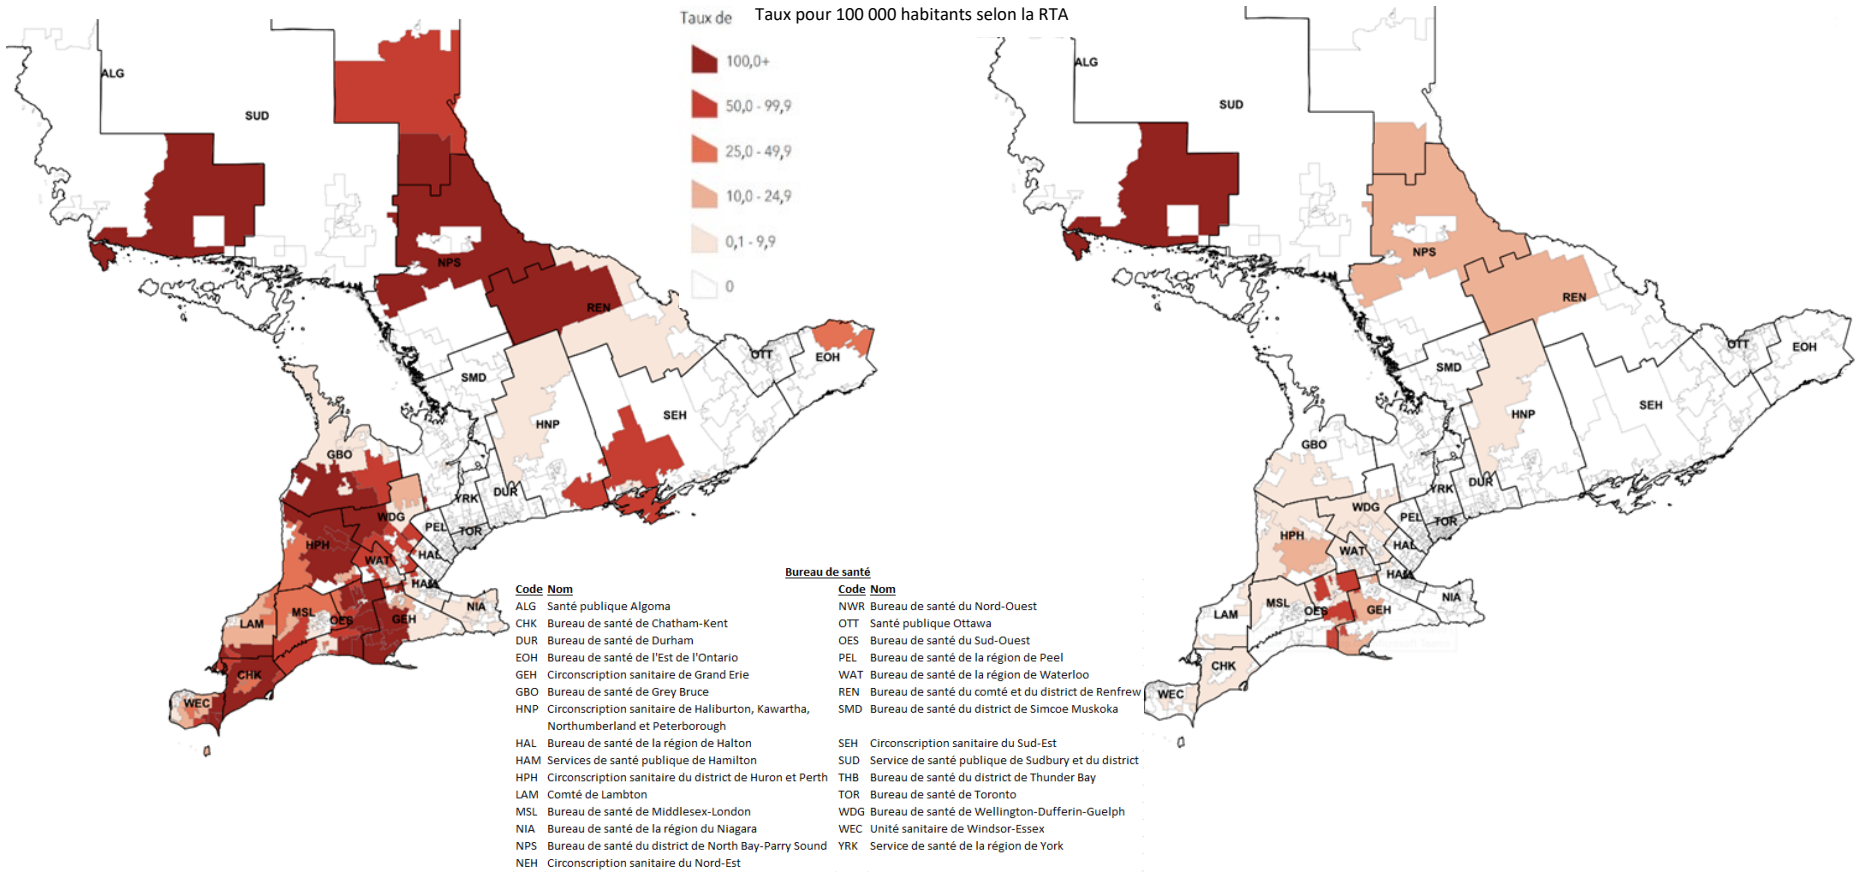 Taux de
Taux pour 100 000 habitants selon la RTA
100,0+
50,0 - 99,9
25,0 - 49,9
10,0 - 24,9
0,1 - 9,9
0
ALG
SUD
NPS
REN
OTT
EOH
SMD
SEH
HNP
GBO
YRK
DUR
WDG
PEL
TOR
HPH
HAL
WAT
HAM
NIA
MSL
OES
GEH
LAM
CHK
WEC
ALG
SUD
NPS
REN
OTT
EOH
SMD
SEH
HNP
GBO
YRK
DUR
WDG
PEL
TOR
HPH
HAL
WAT
HAM
NIA
MSL
OES
GEH
LAM
CHK
WEC
Bureau de santé
Code Nom
ALG Santé publique Algoma
CHK Bureau de santé de Chatham-Kent
DUR Bureau de santé de Durham
EOH Bureau de santé de l'Est de l'Ontario
GEH Circonscription sanitaire de Grand Erie
GBO Bureau de santé de Grey Bruce
HNP Circonscription sanitaire de Haliburton, Kawartha,
Northumberland et Peterborough
HAL Bureau de santé de la région de Halton
HAM Services de santé publique de Hamilton
HPH Circonscription sanitaire du district de Huron et Perth
LAM Comté de Lambton
MSL Bureau de santé de Middlesex-London
NIA Bureau de santé de la région du Niagara
NPS Bureau de santé du district de North Bay-Parry Sound
NEH Circonscription sanitaire du Nord-Est
Code Nom
NWR Bureau de santé du Nord-Ouest
OTT Santé publique Ottawa
OES Bureau de santé du Sud-Ouest
PEL Bureau de santé de la région de Peel
WAT Bureau de santé de la région de Waterloo
REN Bureau de santé du comté et du district de Renfrew
SMD Bureau de santé du district de Simcoe Muskoka
SEH Circonscription sanitaire du Sud-Est
SUD Service de santé publique de Sudbury et du district
THB Bureau de santé du district de Thunder Bay
TOR Bureau de santé de Toronto
WDG Bureau de santé de Wellington-Dufferin-Guelph
WEC Unité sanitaire de Windsor-Essex
YRK Service de santé de la région de York